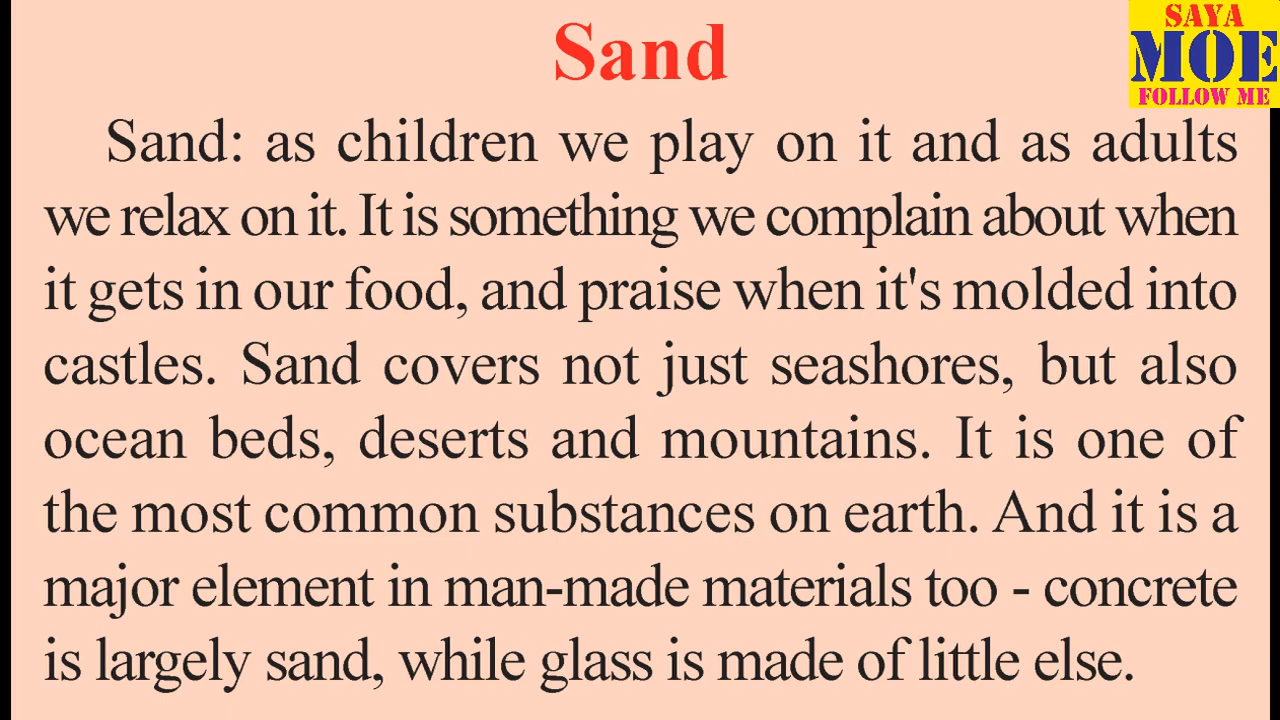 Sand
SAYA
MOE
FOLLOW ME
Sand: as children we play on it and as adults
we relax on it. It is something we complain about when
it gets in our food, and praise when it's molded into
castles. Sand covers not just seashores, but also
ocean beds, deserts and mountains. It is one of
the most common substances on earth. And it is a
major element in man-made materials too - concrete
is largely sand, while glass is made of little else.